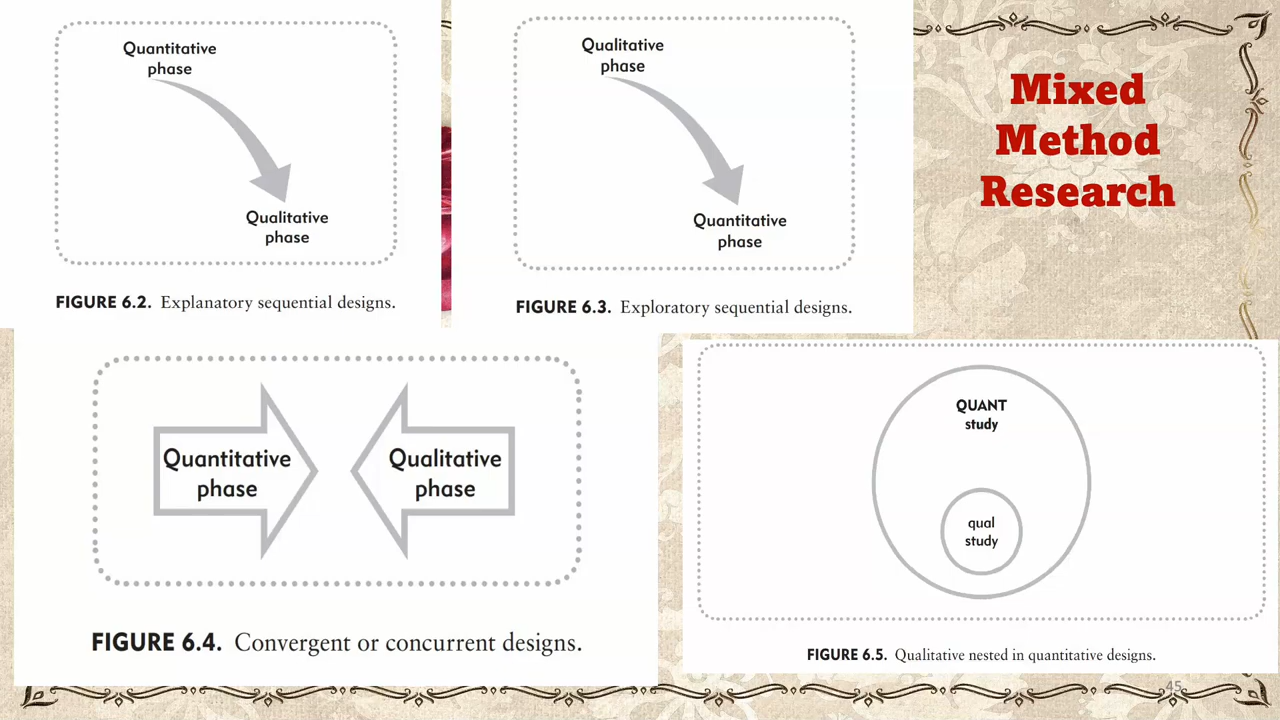 Quantitative
phase
Qualitative
phase
FIGURE 6.2. Explanatory sequential designs.
Qualitative
phase
Quantitative
phase
FIGURE 6.3. Exploratory sequential designs.
Mixed
Method
Research
Quantitative
phase
Qualitative
phase
FIGURE 6.4. Convergent or concurrent designs.
QUANT
study
qual
study
FIGURE 6.5. Qualitative nested in quantitative designs.
45